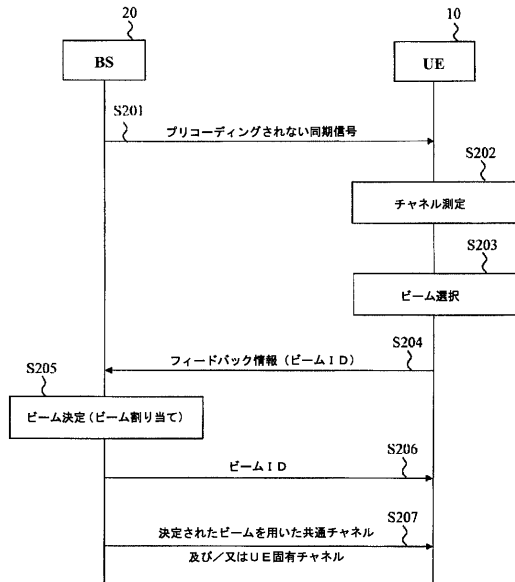 20
10
BS
UE
S201
プリコーディングされない同期信号
S202
チャネル測定
S203
ビーム選択
S204
フィードバック情報(ビームID)
S205
ビーム決定(ビーム割り当て)
S206
ビームID
S207
決定されたビームを用いた共通チャネル
及び/又はUE固有チャネル